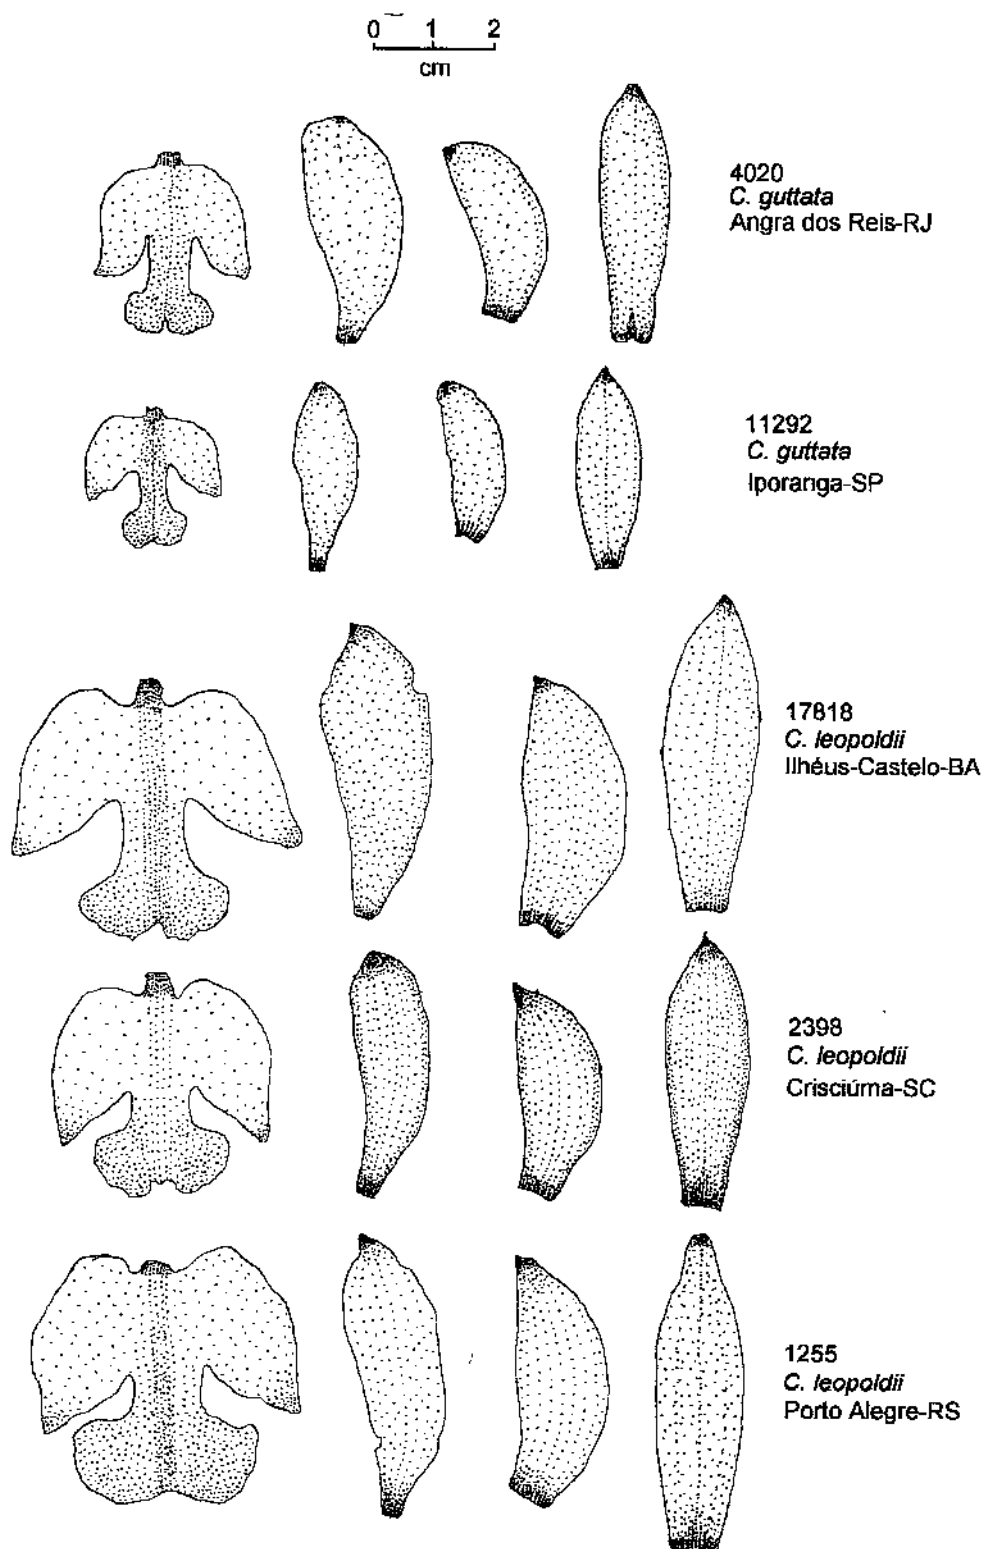 0 1 2
cm
4020
C. guttata
Angra dos Reis-RJ
11292
C. guttata
Iporanga-SP
17818
C. leopoldii
Ilhéus-Castelo-BA
2398
C. leopoldii
Crisciúma-SC
1255
C. leopoldii
Porto Alegre-RS